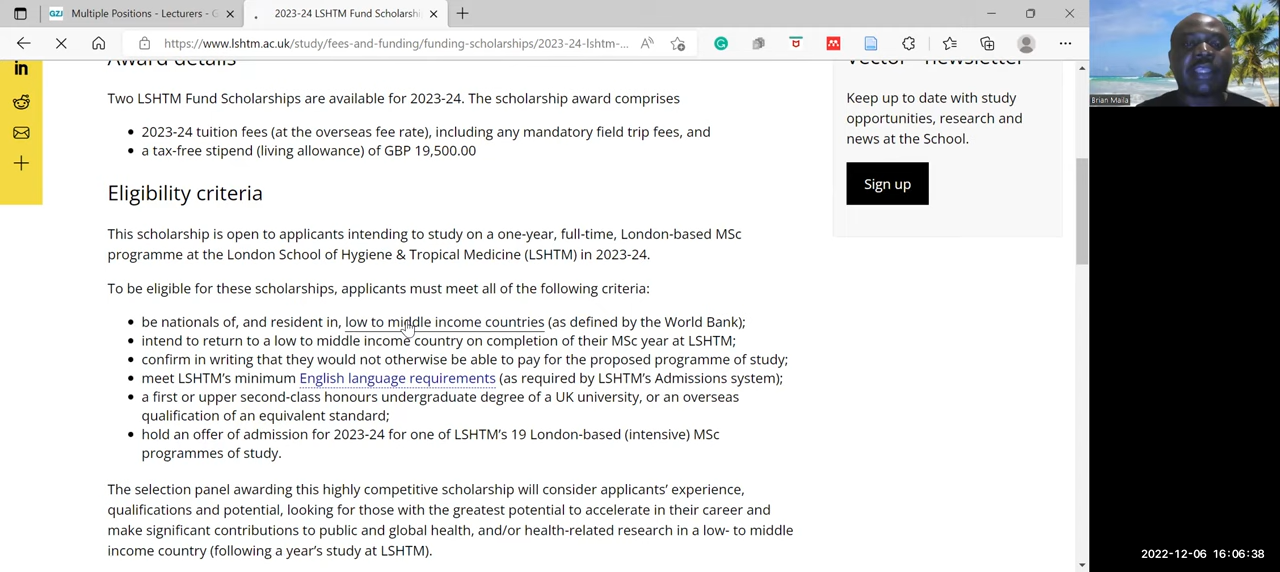 Multiple Positions - Lecturers - G
2023-24 LSHTM Fund Scholarshi
https://www.lshtm.ac.uk/study/fees-and-funding/funding-scholarships/2023-24-lshtm-...
Award details
Two LSHTM Fund Scholarships are available for 2023-24. The scholarship award comprises
2023-24 tuition fees (at the overseas fee rate), including any mandatory field trip fees, and
a tax-free stipend (living allowance) of GBP 19,500.00
Eligibility criteria
This scholarship is open to applicants intending to study on a one-year, full-time, London-based MSc
programme at the London School of Hygiene & Tropical Medicine (LSHTM) in 2023-24.
To be eligible for these scholarships, applicants must meet all of the following criteria:
be nationals of, and resident in, low to middle income countries (as defined by the World Bank);
intend to return to a low to middle income country on completion of their MSc year at LSHTM;
confirm in writing that they would not otherwise be able to pay for the proposed programme of study;
meet LSHTM's minimum English language requirements (as required by LSHTM's Admissions system);
a first or upper second-class honours undergraduate degree of a UK university, or an overseas
qualification of an equivalent standard;
hold an offer of admission for 2023-24 for one of LSHTM's 19 London-based (intensive) MSc
programmes of study.
The selection panel awarding this highly competitive scholarship will consider applicants' experience,
qualifications and potential, looking for those with the greatest potential to accelerate in their career and
make significant contributions to public and global health, and/or health-related research in a low- to middle
income country (following a year's study at LSHTM).
Vector - newsletter
Keep up to date with study
opportunities, research and
news at the School.
Sign up
Brian Maila
2022-12-06 16:06:38